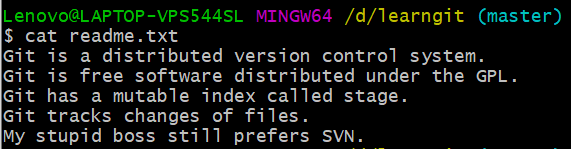 Lenovo@LAPTOP-VPS544SL MINGW64 /d/learngit (master)
$ cat readme.txt
Git is a distributed version control system.
Git is free software distributed under the GPL.
Git has a mutable index called stage.
Git tracks changes of files.
My stupid boss still prefers SVN.